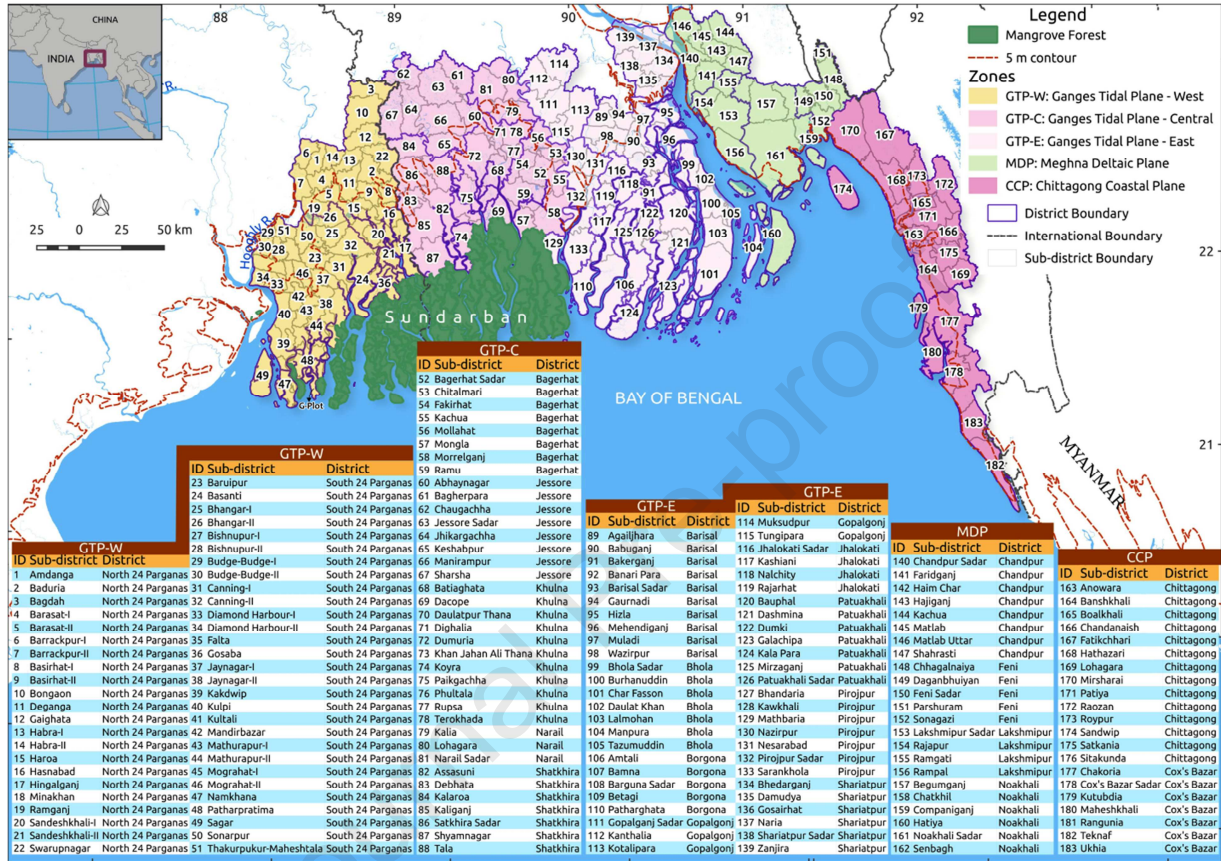 88 89 90 91 92
CHINA
INDIA
Legend
Mangrove Forest
5 m contour
Zones
GTP-W: Ganges Tidal Plane - West
GTP-C: Ganges Tidal Plane - Central
GTP-E: Ganges Tidal Plane - East
MDP: Meghna Deltaic Plane
CCP: Chittagong Coastal Plane
District Boundary
International Boundary
Sub-district Boundary
25 0 25 50 km
Hoogly R.
22
21
Sundarban
G-Plot
BAY OF BENGAL
MYANMAR
GTP-W
ID Sub-district District
1 Amdanga North 24 Parganas
2 Baduria North 24 Parganas
3 Bagdah North 24 Parganas
4 Barasat-I North 24 Parganas
5 Barasat-II North 24 Parganas
6 Barrackpur-I North 24 Parganas
7 Barrackpur-II North 24 Parganas
8 Basirhat-I North 24 Parganas
9 Basirhat-II North 24 Parganas
10 Bongaon North 24 Parganas
11 Deganga North 24 Parganas
12 Gaighata North 24 Parganas
13 Habra-I North 24 Parganas
14 Habra-II North 24 Parganas
15 Haroa North 24 Parganas
16 Hasnabad North 24 Parganas
17 Hingalganj North 24 Parganas
18 Minakhan North 24 Parganas
19 Ramganj North 24 Parganas
20 Sandeshkhali-I North 24 Parganas
21 Sandeshkhali-II North 24 Parganas
22 Swarupnagar North 24 Parganas
GTP-W
ID Sub-district District
23 Baruipur South 24 Parganas
24 Basanti South 24 Parganas
25 Bhangar-I South 24 Parganas
26 Bhangar-II South 24 Parganas
27 Bishnupur-I South 24 Parganas
28 Bishnupur-II South 24 Parganas
29 Budge-Budge-I South 24 Parganas
30 Budge-Budge-II South 24 Parganas
31 Canning-I South 24 Parganas
32 Canning-II South 24 Parganas
33 Diamond Harbour-I South 24 Parganas
34 Diamond Harbour-II South 24 Parganas
35 Falta South 24 Parganas
36 Gosaba South 24 Parganas
37 Jaynagar-I South 24 Parganas
38 Jaynagar-II South 24 Parganas
39 Kakdwip South 24 Parganas
40 Kulpi South 24 Parganas
41 Kultali South 24 Parganas
42 Mandirbazar South 24 Parganas
43 Mathurapur-I South 24 Parganas
44 Mathurapur-II South 24 Parganas
45 Mograhat-I South 24 Parganas
46 Mograhat-II South 24 Parganas
47 Namkhana South 24 Parganas
48 Patharpratima South 24 Parganas
49 Sagar South 24 Parganas
50 Sonarpur South 24 Parganas
51 Thakurpukur-Maheshtala South 24 Parganas
GTP-C
ID Sub-district District
52 Bagerhat Sadar Bagerhat
53 Chitalmari Bagerhat
54 Fakirhat Bagerhat
55 Kachua Bagerhat
56 Mollahat Bagerhat
57 Mongla Bagerhat
58 Morrelganj Bagerhat
59 Ramu Bagerhat
60 Abhaynagar Jessore
61 Bagherpara Jessore
62 Chaugachha Jessore
63 Jessore Sadar Jessore
64 Jhikargachha Jessore
65 Keshabpur Jessore
66 Manirampur Jessore
67 Sharsha Jessore
68 Batiaghata Khulna
69 Dacope Khulna
70 Daulatpur Thana Khulna
71 Dighalia Khulna
72 Dumuria Khulna
73 Khan Jahan Ali Thana Khulna
74 Koyra Khulna
75 Paikgachha Khulna
76 Phultala Khulna
77 Rupsa Khulna
78 Terokhada Khulna
79 Kalia Narail
80 Lohagara Narail
81 Narail Sadar Narail
82 Assasuni Shatkhira
83 Debhata Shatkhira
84 Kalaroa Shatkhira
85 Kaliganj Shatkhira
86 Satkhira Sadar Shatkhira
87 Shyamnagar Shatkhira
88 Tala Shatkhira
GTP-E
ID Sub-district District
89 Agailjhara Barisal
90 Babuganj Barisal
91 Bakerganj Barisal
92 Banari Para Barisal
93 Barisal Sadar Barisal
94 Gaurnadi Barisal
95 Hizla Barisal
96 Mehendiganj Barisal
97 Muladi Barisal
98 Wazirpur Barisal
99 Bhola Sadar Bhola
100 Burhanuddin Bhola
101 Char Fasson Bhola
102 Daulat Khan Bhola
103 Lalmohan Bhola
104 Manpura Bhola
105 Tazumuddin Bhola
106 Amtali Borgona
107 Bamna Borgona
108 Barguna Sadar Borgona
109 Betagi Borgona
110 Patharghata Borgona
111 Gopalganj Sadar Gopalgonj
112 Kanthalia Gopalgonj
113 Kotalipara Gopalgonj
GTP-E
ID Sub-district District
114 Muksudpur Gopalgonj
115 Tungipara Gopalgonj
116 Jhalokati Sadar Jhalokati
117 Kashiani Jhalokati
118 Nalchity Jhalokati
119 Rajarhat Jhalokati
120 Bauphal Patuakhali
121 Dashmina Patuakhali
122 Dumki Patuakhali
123 Galachipa Patuakhali
124 Kala Para Patuakhali
125 Mirzaganj Patuakhali
126 Patuakhali Sadar Patuakhali
127 Bhandaria Pirojpur
128 Kawkhali Pirojpur
129 Mathbaria Pirojpur
130 Nazirpur Pirojpur
131 Nesarabad Pirojpur
132 Pirojpur Sadar Pirojpur
133 Sarankhola Pirojpur
134 Bhedarganj Shariatpur
135 Damudya Shariatpur
136 Gosairhat Shariatpur
137 Naria Shariatpur
138 Shariatpur Sadar Shariatpur
139 Zanjira Shariatpur
MDP
ID Sub-district District
140 Chandpur Sadar Chandpur
141 Faridganj Chandpur
142 Haim Char Chandpur
143 Hajiganj Chandpur
144 Kachua Chandpur
145 Matlab Chandpur
146 Matlab Uttar Chandpur
147 Shahrasti Chandpur
148 Chhagalnaiya Feni
149 Daganbhuiyan Feni
150 Feni Sadar Feni
151 Parshuram Feni
152 Sonagazi Feni
153 Lakshmipur Sadar Lakshmipur
154 Rajapur Lakshmipur
155 Ramgati Lakshmipur
156 Rampal Lakshmipur
157 Begumganj Noakhali
158 Chatkhil Noakhali
159 Companiganj Noakhali
160 Hatiya Noakhali
161 Noakhali Sadar Noakhali
162 Senbagh Noakhali
CCP
ID Sub-district District
163 Anowara Chittagong
164 Banshkhali Chittagong
165 Boalkhali Chittagong
166 Chandanaish Chittagong
167 Fatikchhari Chittagong
168 Hathazari Chittagong
169 Lohagara Chittagong
170 Mirsharai Chittagong
171 Patiya Chittagong
172 Raozan Chittagong
173 Roypur Chittagong
174 Sandwip Chittagong
175 Satkania Chittagong
176 Sitakunda Chittagong
177 Chakoria Cox's Bazar
178 Cox's Bazar Sadar Cox's Bazar
179 Kutubdia Cox's Bazar
180 Maheshkhali Cox's Bazar
181 Rangunia Cox's Bazar
182 Teknaf Cox's Bazar
183 Ukhia Cox's Bazar